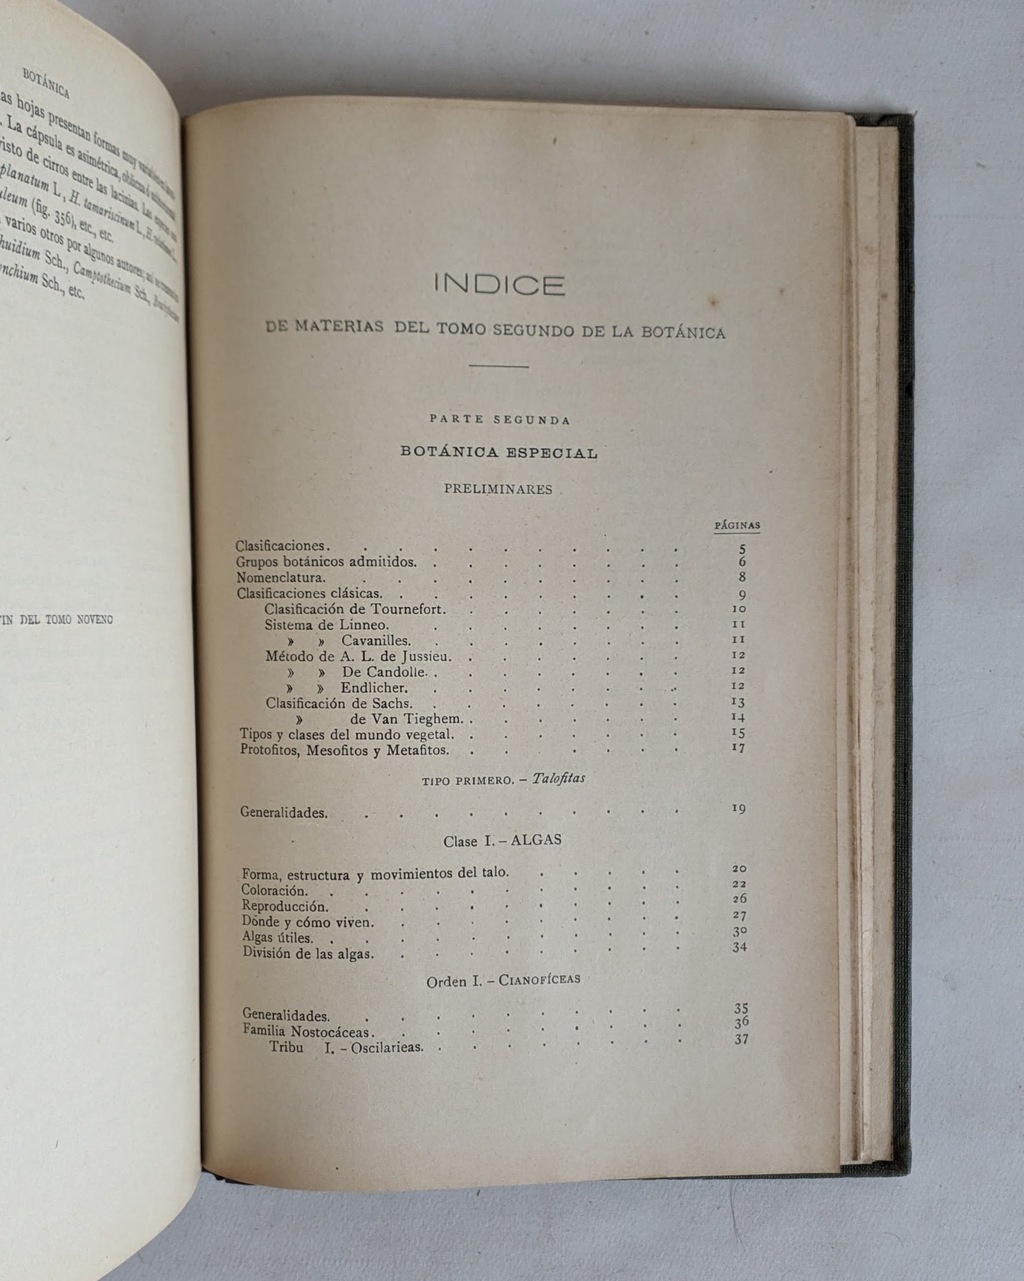 BOTÁNICA
as hojas presentan formas muy
. La cápsula es asimétrica,
isto de cirros entre las lacinias. Las
planatum L., H. tamariscinum L.,
uleum (fig. 356), etc., etc.
varios otros por algunos autores;
huidium Sch., Camptothecium Sch.,
nchium Sch., etc.
FIN DEL TOMO NOVENO
INDICE
DE MATERIAS DEL TOMO SEGUNDO DE LA BOTÁNICA
PARTE SEGUNDA
BOTÁNICA ESPECIAL
PRELIMINARES
PÁGINAS
Clasificaciones. . . . . . . . . . . 5
Grupos botánicos admitidos. . . . . . . . . 6
Nomenclatura. . . . . . . . . . . 8
Clasificaciones clásicas. . . . . . . . . . 9
Clasificación de Tournefort. . . . . . . . 10
Sistema de Linneo. . . . . . . . . 11
» » Cavanilles. . . . . . . . . 11
Método de A. L. de Jussieu. . . . . . . . 12
» » De Candolle. . . . . . . . . 12
» » Endlicher. . . . . . . . . 12
Clasificación de Sachs. . . . . . . . . 13
» de Van Tieghem. . . . . . . . 14
Tipos y clases del mundo vegetal. . . . . . . . 15
Protofitos, Mesofitos y Metafitos. . . . . . . . 17
TIPO PRIMERO. – Talofitas
Generalidades. . . . . . . . . . . 19
Clase I. – ALGAS
Forma, estructura y movimientos del talo. . . . . . 20
Coloración. . . . . . . . . . . . 22
Reproducción. . . . . . . . . . . 26
Dónde y cómo viven. . . . . . . . . . 27
Algas útiles. . . . . . . . . . . . 30
División de las algas. . . . . . . . . . 34
Orden I. – CIANOFÍCEAS
Generalidades. . . . . . . . . . . 35
Familia Nostocáceas. . . . . . . . . . 36
Tribu I. – Oscilarieas. . . . . . . . . 37